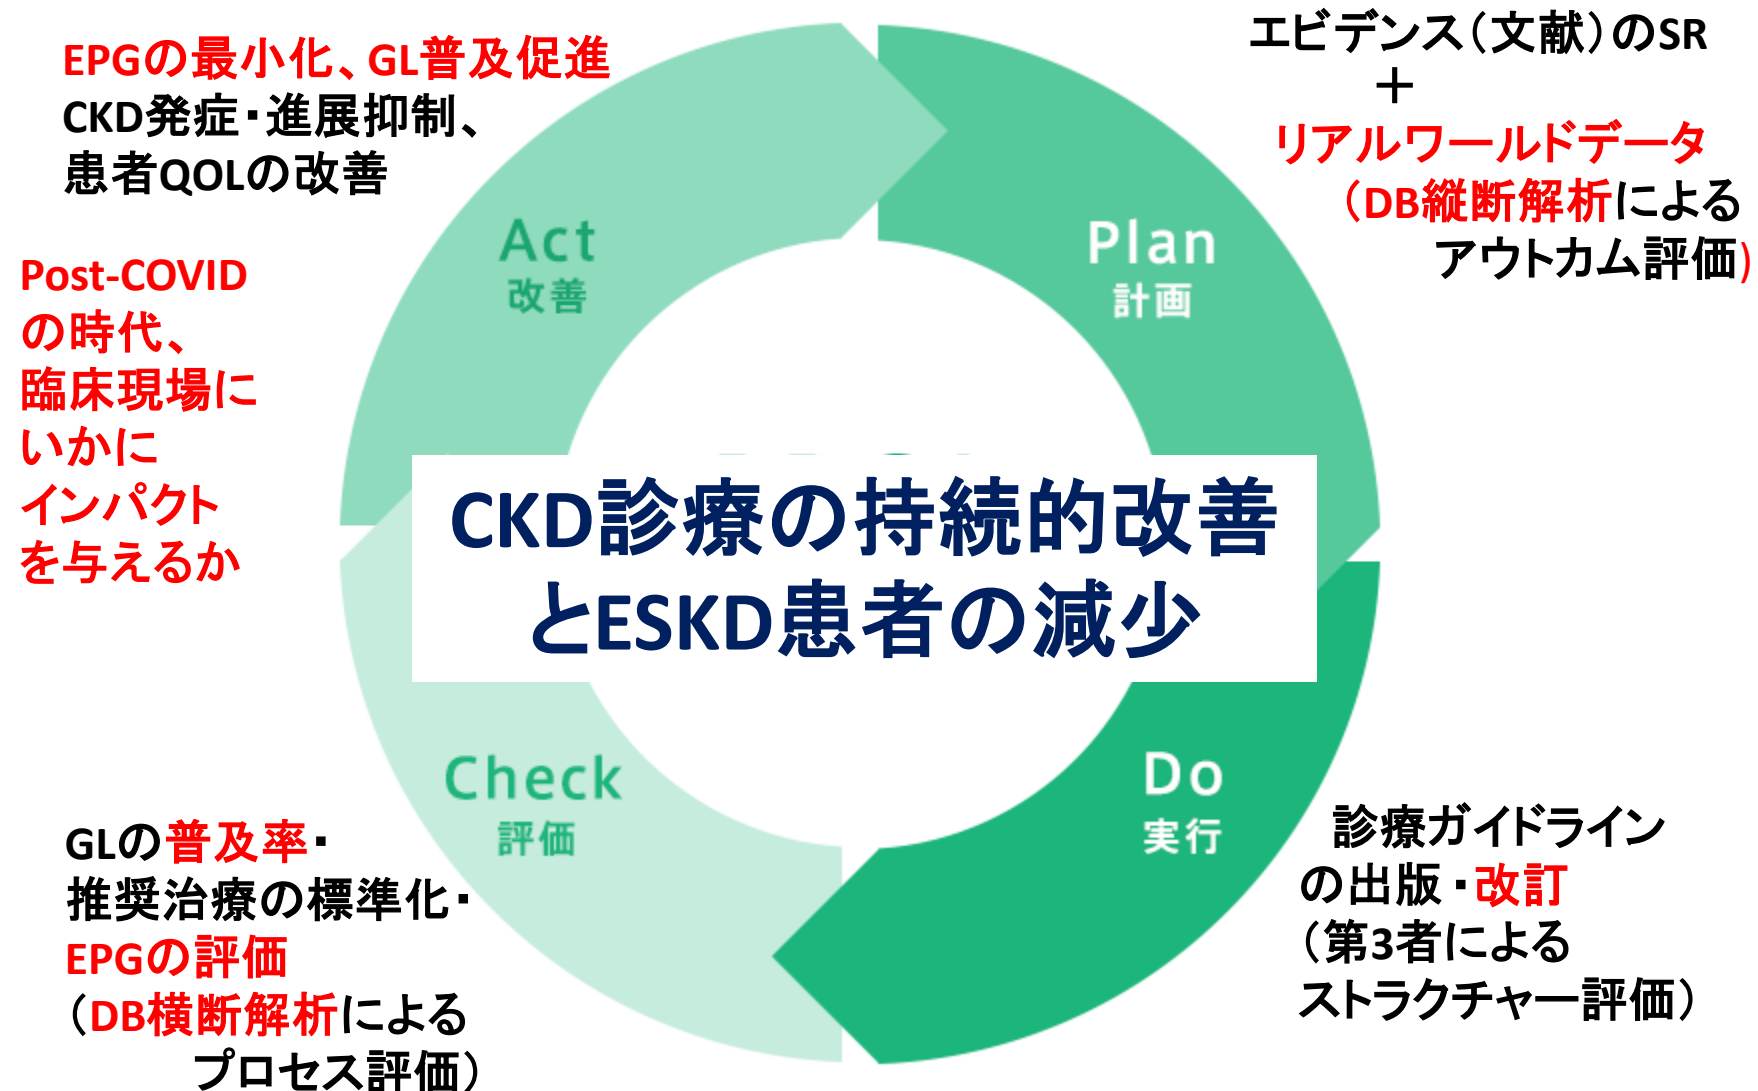 EPGの最小化、GL普及促進
CKD発症・進展抑制、
患者QOLの改善
エビデンス（文献）のSR
＋
リアルワールドデータ
（DB縦断解析による
アウトカム評価）
Act
改善
Plan
計画
Post-COVID
の時代、
臨床現場に
いかに
インパクト
を与えるか
CKD診療の持続的改善
とESKD患者の減少
Check
評価
Do
実行
GLの普及率・
推奨治療の標準化・
EPGの評価
（DB横断解析による
プロセス評価）
診療ガイドライン
の出版・改訂
（第3者による
ストラクチャー評価）